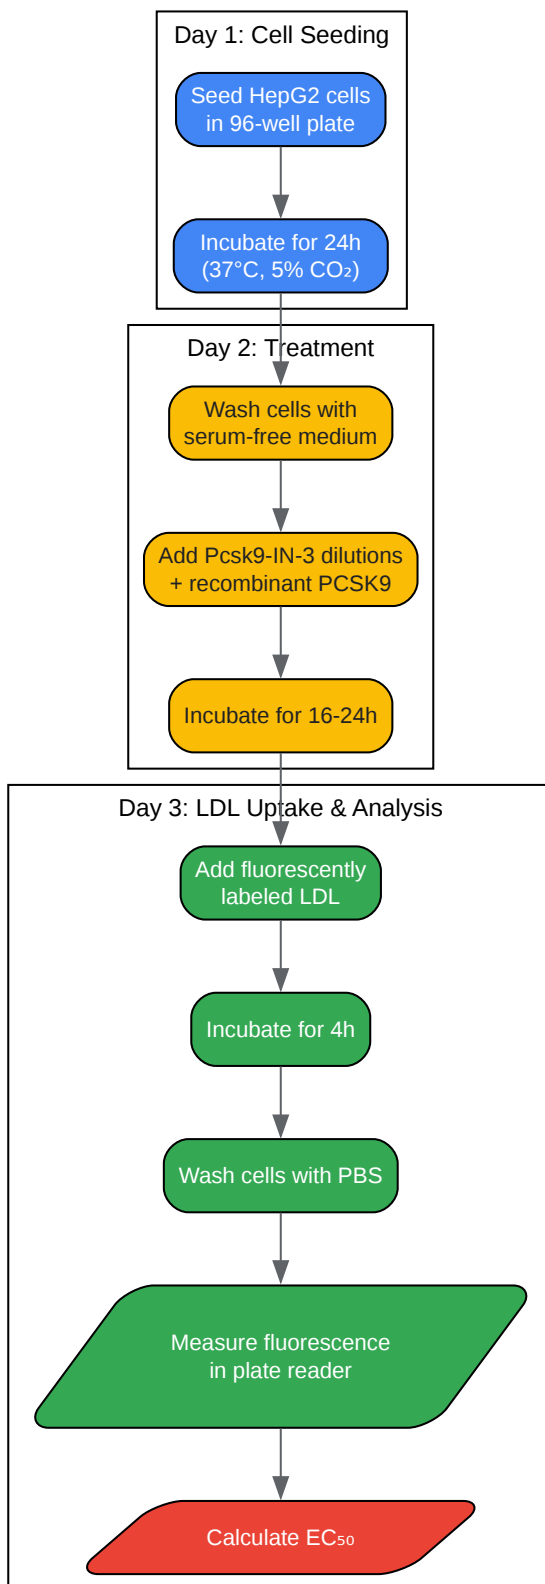 Day 1: Cell Seeding
Seed HepG2 cells
in 96-well plate
Incubate for 24h
(37°C, 5% CO₂)
Day 2: Treatment
Wash cells with
serum-free medium
Add Pcsk9-IN-3 dilutions
+ recombinant PCSK9
Incubate for 16-24h
Day 3: LDL Uptake & Analysis
Add fluorescently
labeled LDL
Incubate for 4h
Wash cells with PBS
Measure fluorescence
in plate reader
Calculate EC₅₀